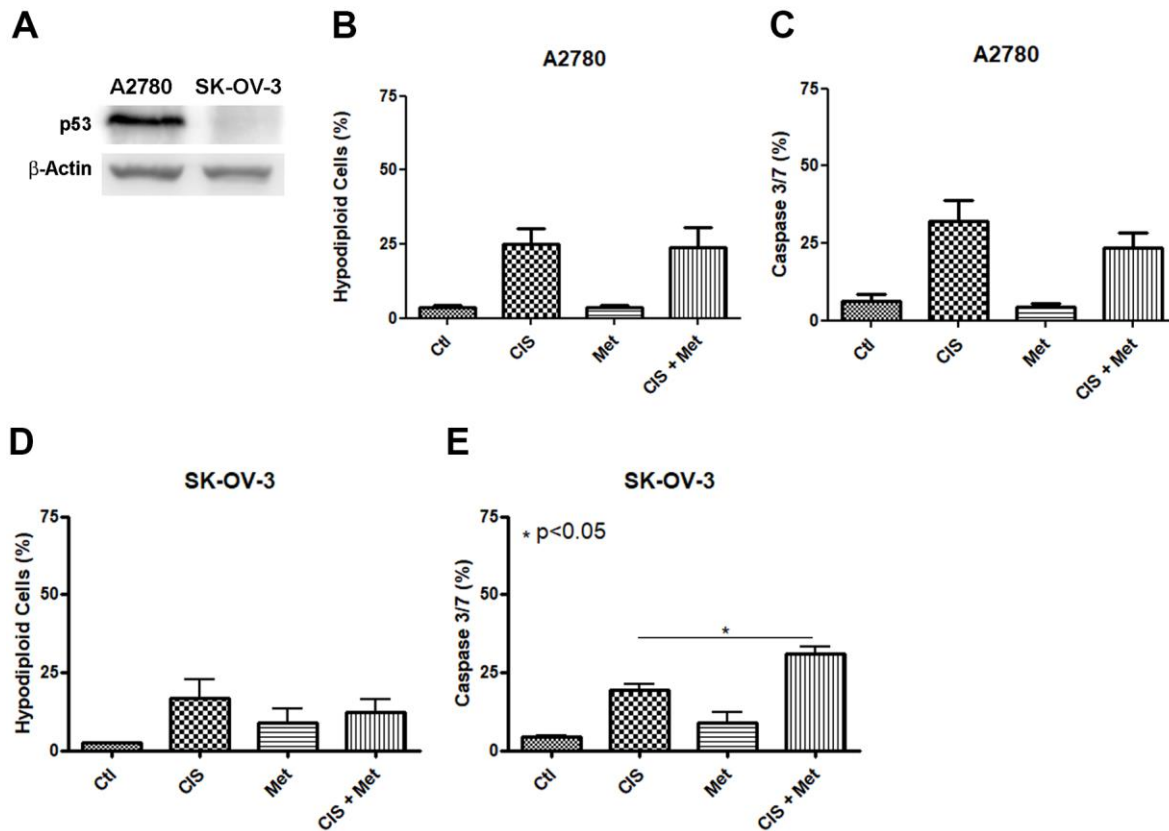 A
A2780 SK-OV-3
p53
β-Actin
B
A2780
Hypodiploid Cells (%)
75
50
25
0
Ctl
CIS
Met
CIS + Met
C
A2780
Caspase 3/7 (%)
75
50
25
0
Ctl
CIS
Met
CIS + Met
D
SK-OV-3
Hypodiploid Cells (%)
75
50
25
0
Ctl
CIS
Met
CIS + Met
E
SK-OV-3
Caspase 3/7 (%)
75
50
25
0
* p<0.05
*
Ctl
CIS
Met
CIS + Met